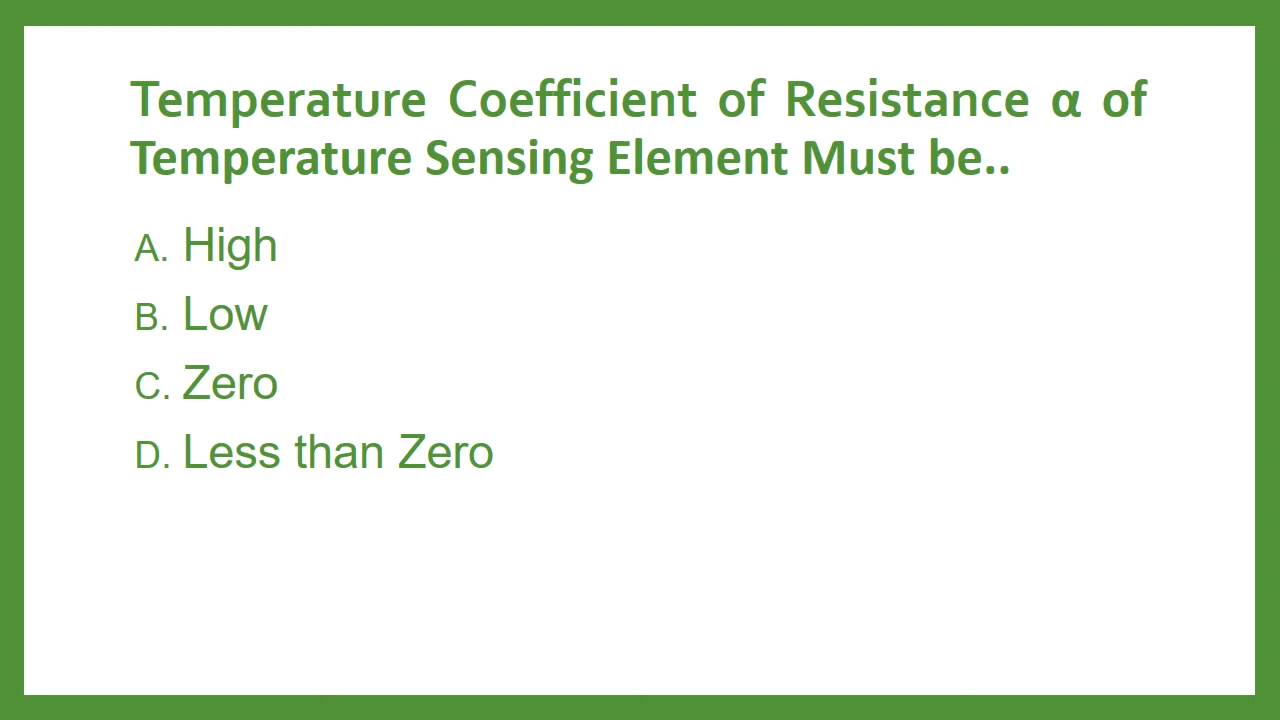 Temperature Coefficient of Resistance α of
Temperature Sensing Element Must be..
A. High
B. Low
C. Zero
D. Less than Zero